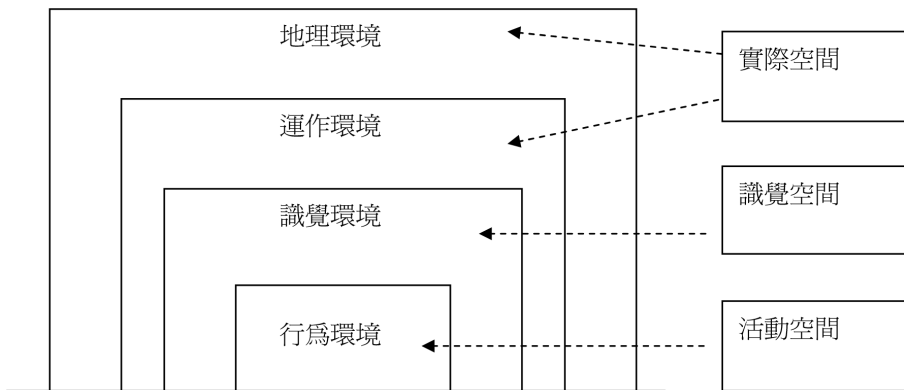 地理環境
實際空間
運作環境
識覺環境
識覺空間
行爲環境
活動空間